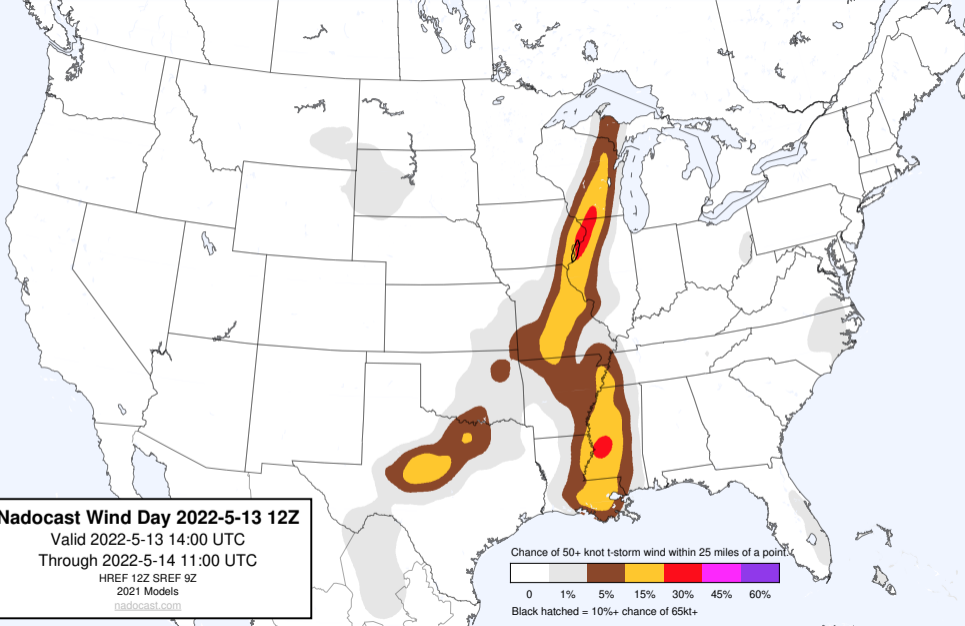 Nadocast Wind Day 2022-5-13 12Z
Valid 2022-5-13 14:00 UTC
Through 2022-5-14 11:00 UTC
HREF 12Z SREF 9Z
2021 Models
nadocast.com
Chance of 50+ knot t-storm wind within 25 miles of a point.
0 1% 5% 15% 30% 45% 60%
Black hatched = 10%+ chance of 65kt+